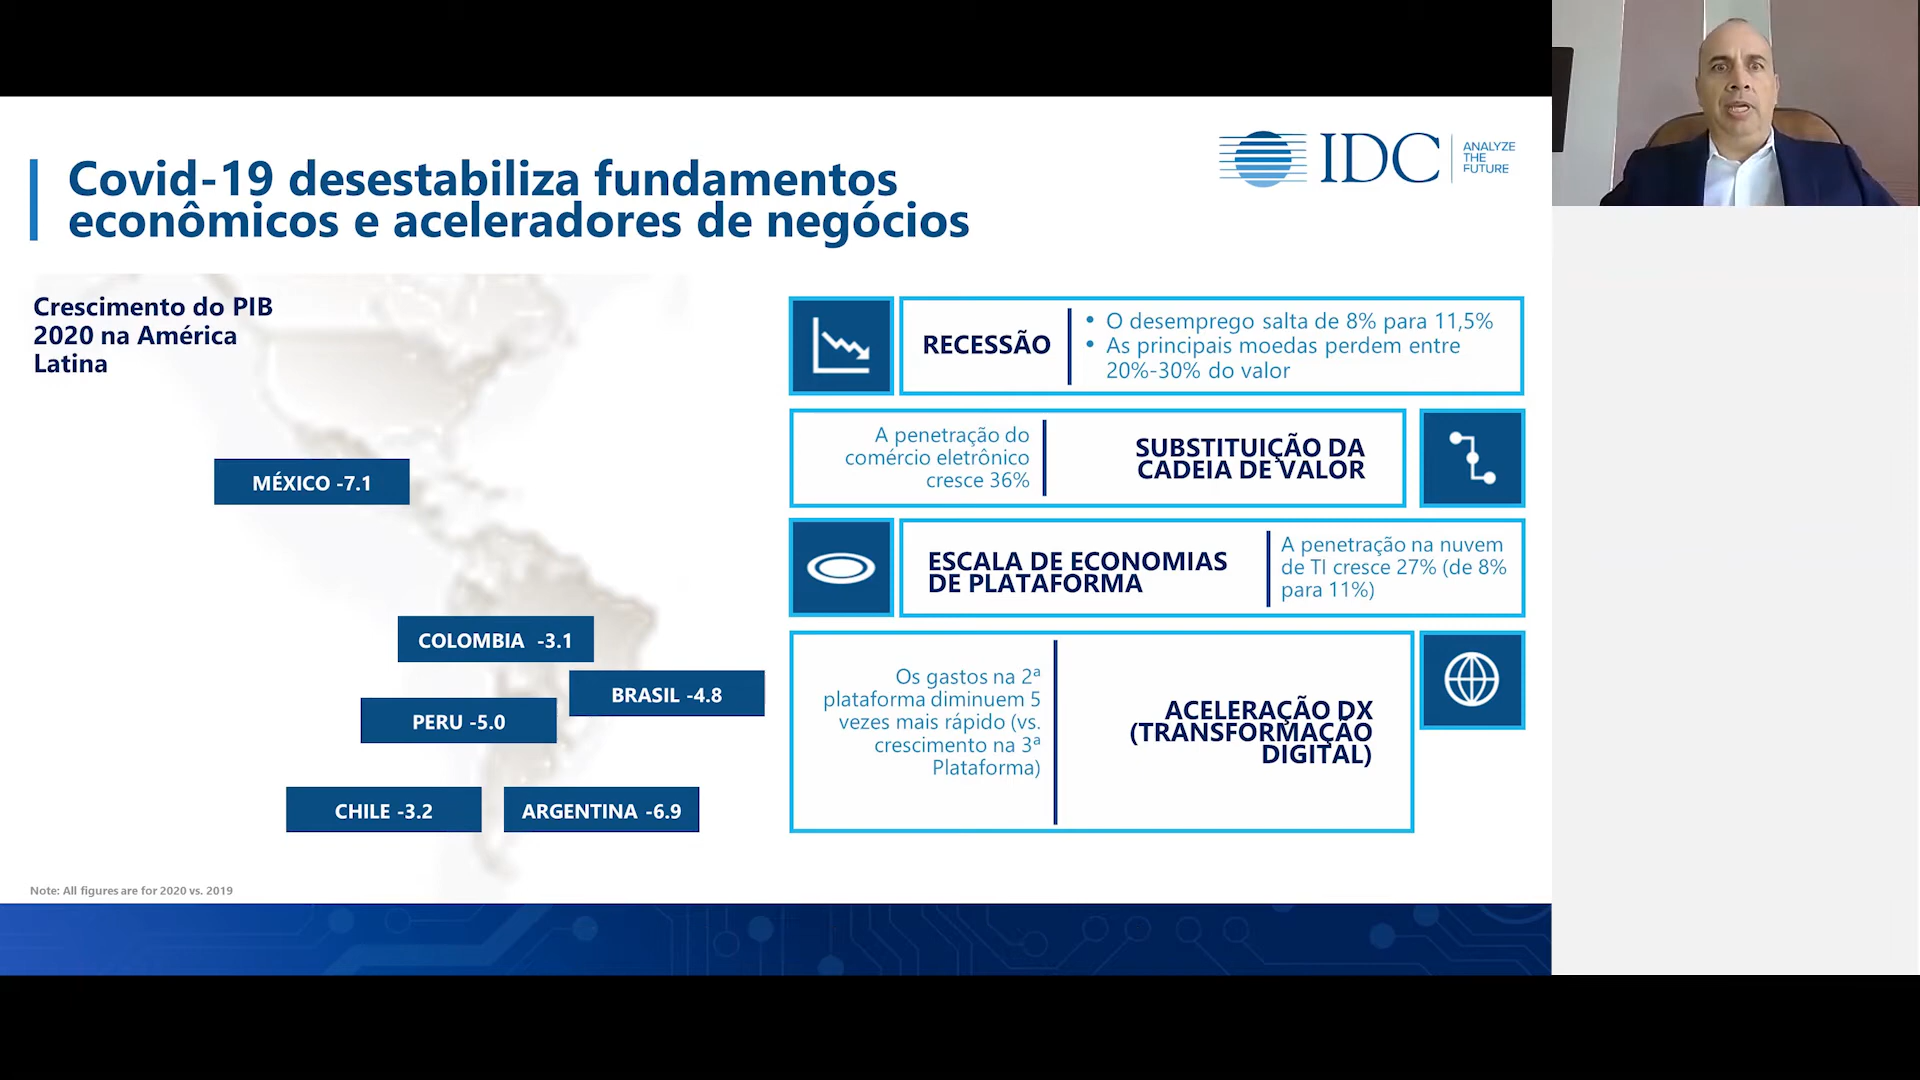 Covid-19 desestabiliza fundamentos
econômicos e aceleradores de negócios
IDC
ANALYZE
THE
FUTURE
Crescimento do PIB
2020 na América
Latina
MÉXICO -7.1
COLOMBIA -3.1
BRASIL -4.8
PERU -5.0
CHILE -3.2
ARGENTINA -6.9
RECESSÃO
• O desemprego salta de 8% para 11,5%
• As principais moedas perdem entre
20%-30% do valor
A penetração do
comércio eletrônico
cresce 36%
SUBSTITUIÇÃO DA
CADEIA DE VALOR
ESCALA DE ECONOMIAS
DE PLATAFORMA
A penetração na nuvem
de TI cresce 27% (de 8%
para 11%)
Os gastos na 2ª
plataforma diminuem 5
vezes mais rápido (vs.
crescimento na 3ª
Plataforma)
ACELERAÇÃO DX
(TRANSFORMAÇÃO
DIGITAL)
Note: All figures are for 2020 vs. 2019